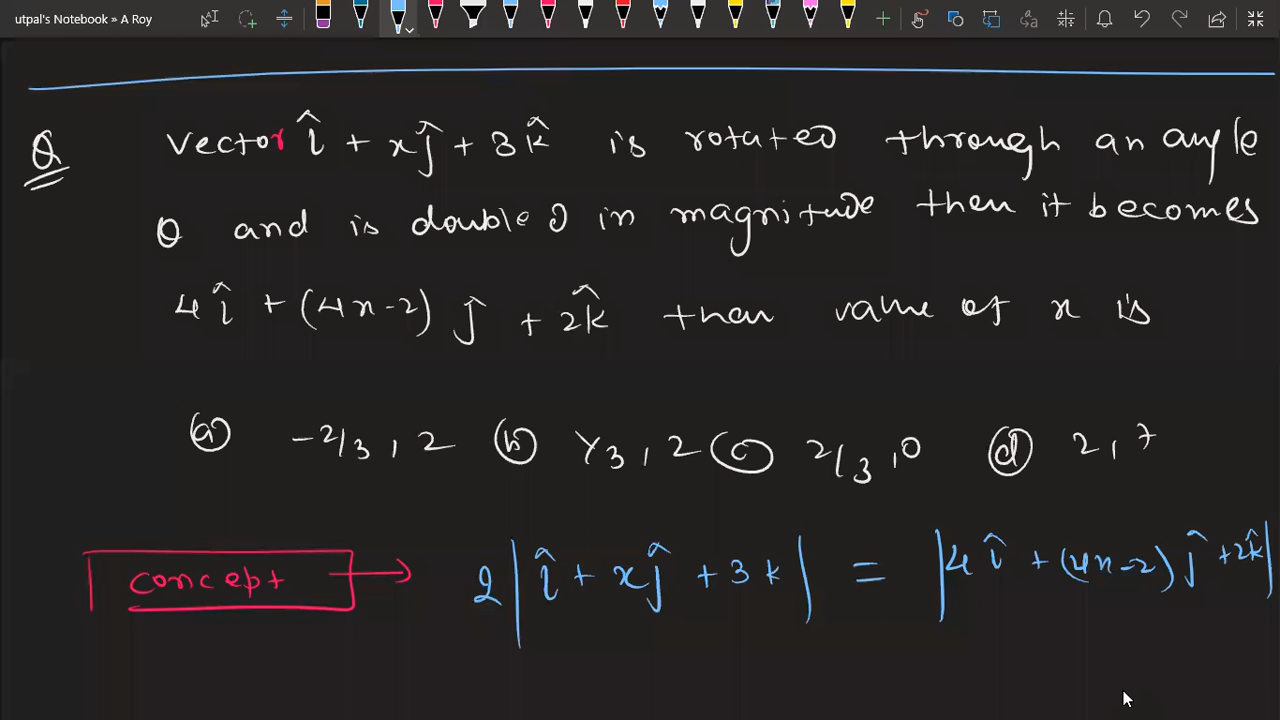 utpal's Notebook » A Roy
Q vector î + xĵ + 3k̂ is rotated through an angle
θ and is doubled in magnitude then it becomes
4î + (4x-2) ĵ + 2k̂ then value of x is
(a) -2/3, 2 (b) 1/3, 2 (c) 2/3, 0 (d) 2, 7
concept → 2|î + xĵ + 3k| = |4î + (4x-2)ĵ + 2k̂|